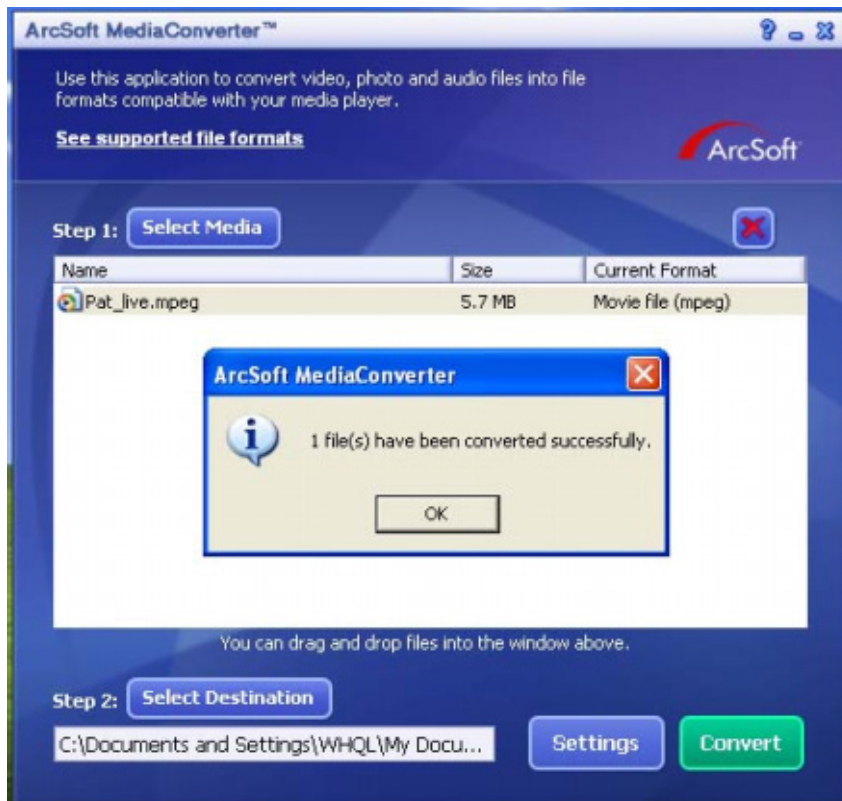 ArcSoft MediaConverter™
Use this application to convert video, photo and audio files into file
formats compatible with your media player.
See supported file formats
ArcSoft
Step 1: Select Media
Name Size Current Format
Pat_live.mpeg 5.7 MB Movie file (mpeg)
ArcSoft MediaConverter
1 file(s) have been converted successfully.
OK
You can drag and drop files into the window above.
Step 2: Select Destination
C:\Documents and Settings\WHQL\My Docu... Settings Convert